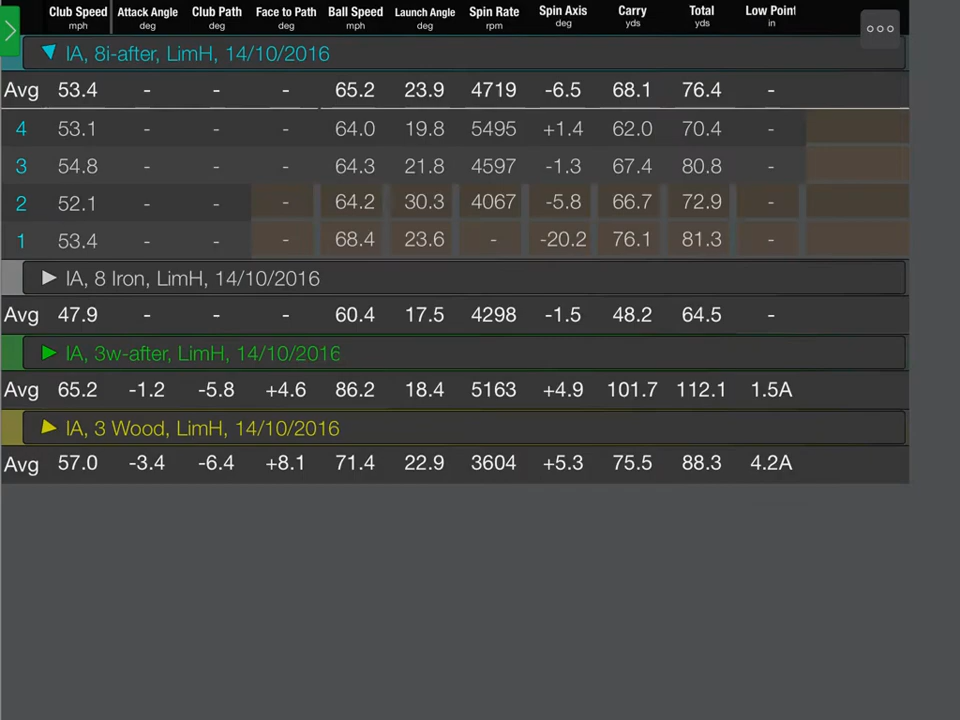 Club Speed Attack Angle Club Path Face to Path Ball Speed Launch Angle Spin Rate Spin Axis Carry Total Low Point
mph deg deg deg mph deg rpm deg yds yds in
IA, 8i-after, LimH, 14/10/2016
Avg 53.4 - - - 65.2 23.9 4719 -6.5 68.1 76.4 -
4 53.1 - - - 64.0 19.8 5495 +1.4 62.0 70.4 -
3 54.8 - - - 64.3 21.8 4597 -1.3 67.4 80.8 -
2 52.1 - - - 64.2 30.3 4067 -5.8 66.7 72.9 -
1 53.4 - - - 68.4 23.6 - -20.2 76.1 81.3 -
IA, 8 Iron, LimH, 14/10/2016
Avg 47.9 - - - 60.4 17.5 4298 -1.5 48.2 64.5 -
IA, 3w-after, LimH, 14/10/2016
Avg 65.2 -1.2 -5.8 +4.6 86.2 18.4 5163 +4.9 101.7 112.1 1.5A
IA, 3 Wood, LimH, 14/10/2016
Avg 57.0 -3.4 -6.4 +8.1 71.4 22.9 3604 +5.3 75.5 88.3 4.2A